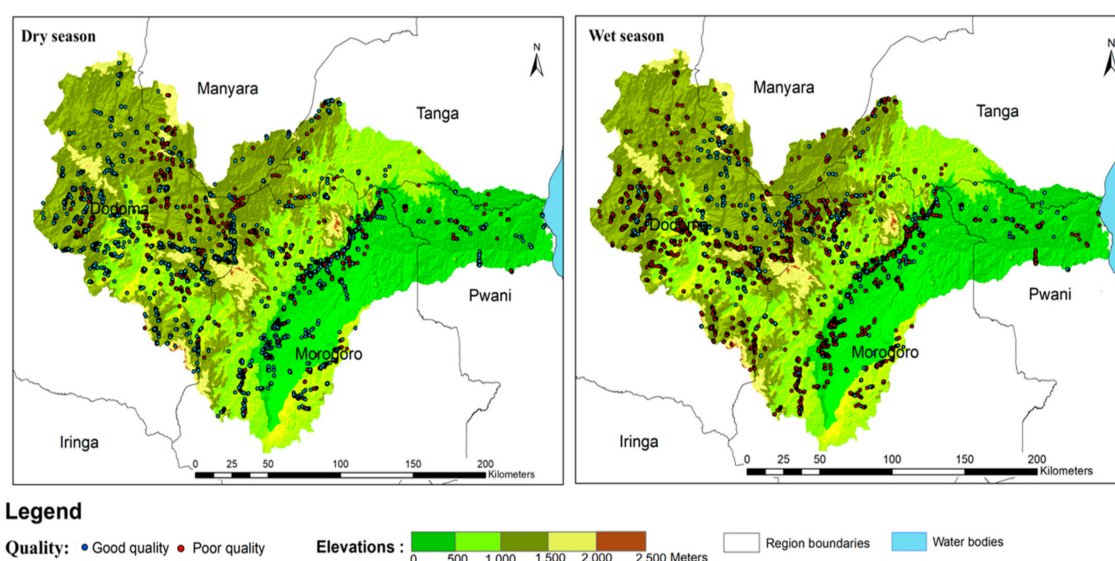 Dry season
N
Manyara
Tanga
Dodoma
Pwani
Morogoro
Iringa
0 25 50 100 150 200
Kilometers
Wet season
N
Manyara
Tanga
Dodoma
Pwani
Morogoro
Iringa
0 25 50 100 150 200
Kilometers
Legend
Quality: Good quality Poor quality Elevations : 0 500 1 000 1 500 2 000 2 500 Meters Region boundaries Water bodies